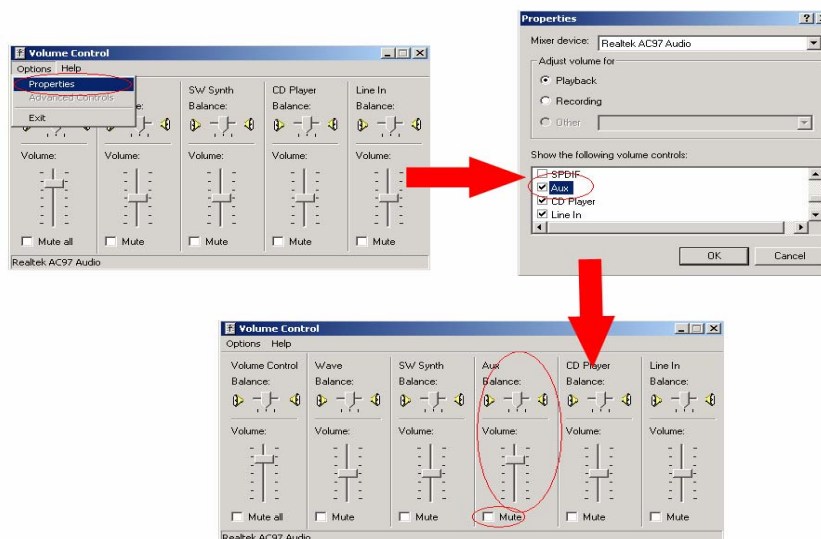 Volume Control
Options Help
Properties
Advanced Controls
Exit
SW Synth
CD Player
Line In
Balance:
Balance:
Balance:
Volume:
Volume:
Volume:
Volume:
Volume:
Mute all
Mute
Mute
Mute
Mute
Realtek AC97 Audio
Properties
Mixer device: Realtek AC97 Audio
Adjust volume for
Playback
Recording
Other
Show the following volume controls:
SPDIF
Aux
CD Player
Line In
OK Cancel
Volume Control
Options Help
Volume Control Wave SW Synth Aux CD Player Line In
Balance: Balance: Balance: Balance: Balance: Balance:
Volume: Volume: Volume: Volume: Volume: Volume:
Mute all Mute Mute Mute Mute Mute
Realtek AC97 Audio